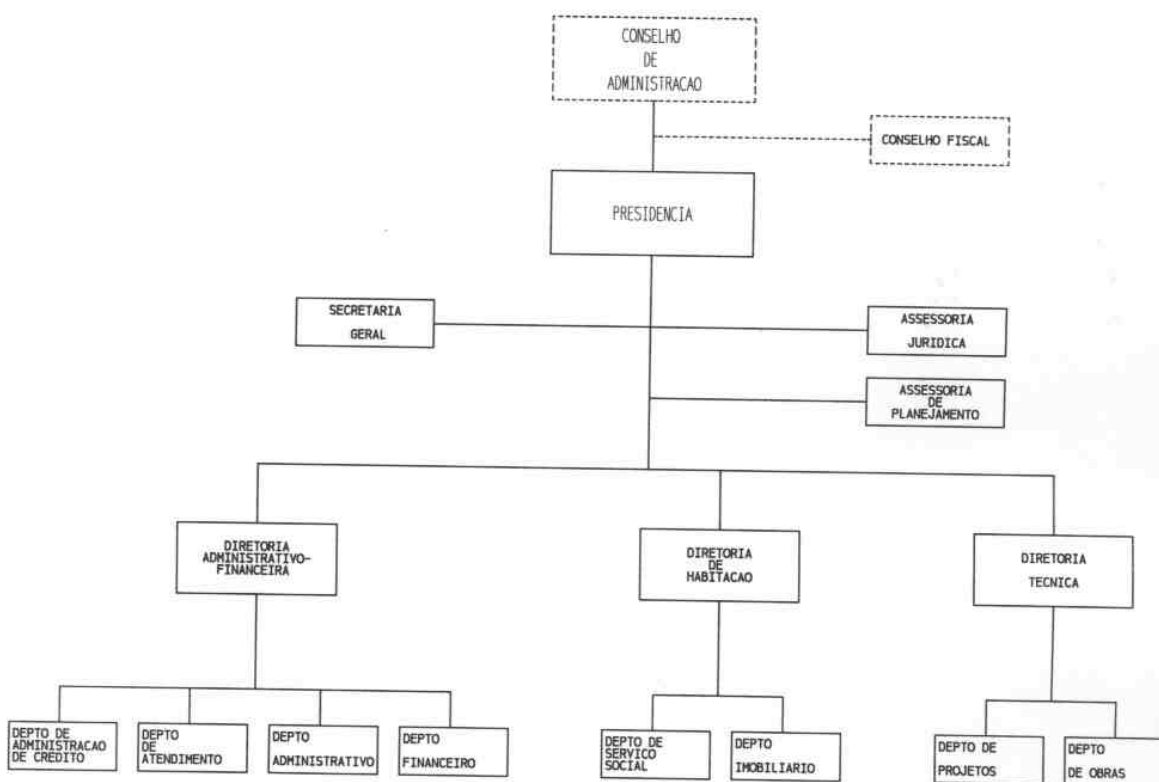 CONSELHO
DE
ADMINISTRACAO
CONSELHO FISCAL
PRESIDENCIA
SECRETARIA
GERAL
ASSESSORIA
JURIDICA
ASSESSORIA
DE
PLANEJAMENTO
DIRETORIA
ADMINISTRATIVO-
FINANCEIRA
DIRETORIA
DE
HABITACAO
DIRETORIA
TECNICA
DEPTO DE
ADMINISTRACAO
DE CREDITO
DEPTO
DE
ATENDIMENTO
DEPTO
ADMINISTRATIVO
DEPTO
FINANCEIRO
DEPTO DE
SERVICO
SOCIAL
DEPTO
IMOBILIARIO
DEPTO DE
PROJETOS
DEPTO
DE OBRAS